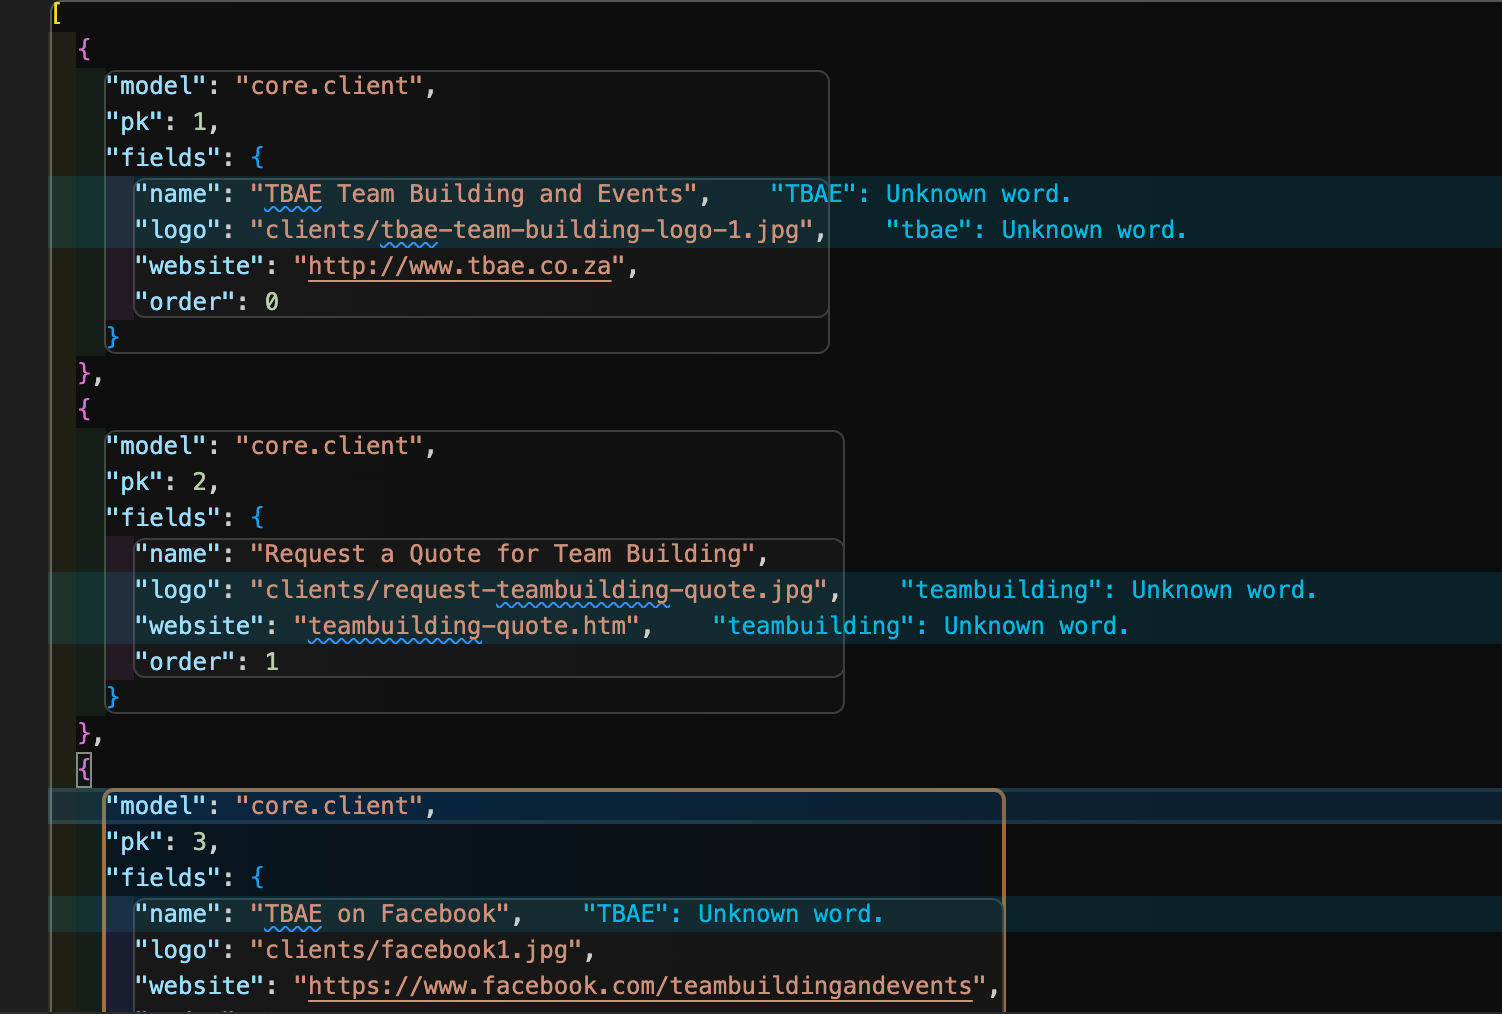 [
{
"model": "core.client",
"pk": 1,
"fields": {
"name": "TBAE Team Building and Events", "TBAE": Unknown word.
"logo": "clients/tbae-team-building-logo-1.jpg", "tbae": Unknown word.
"website": "http://www.tbae.co.za",
"order": 0
}
},
{
"model": "core.client",
"pk": 2,
"fields": {
"name": "Request a Quote for Team Building",
"logo": "clients/request-teambuilding-quote.jpg", "teambuilding": Unknown word.
"website": "teambuilding-quote.htm", "teambuilding": Unknown word.
"order": 1
}
},
{
"model": "core.client",
"pk": 3,
"fields": {
"name": "TBAE on Facebook", "TBAE": Unknown word.
"logo": "clients/facebook1.jpg",
"website": "https://www.facebook.com/teambuildingandevents",